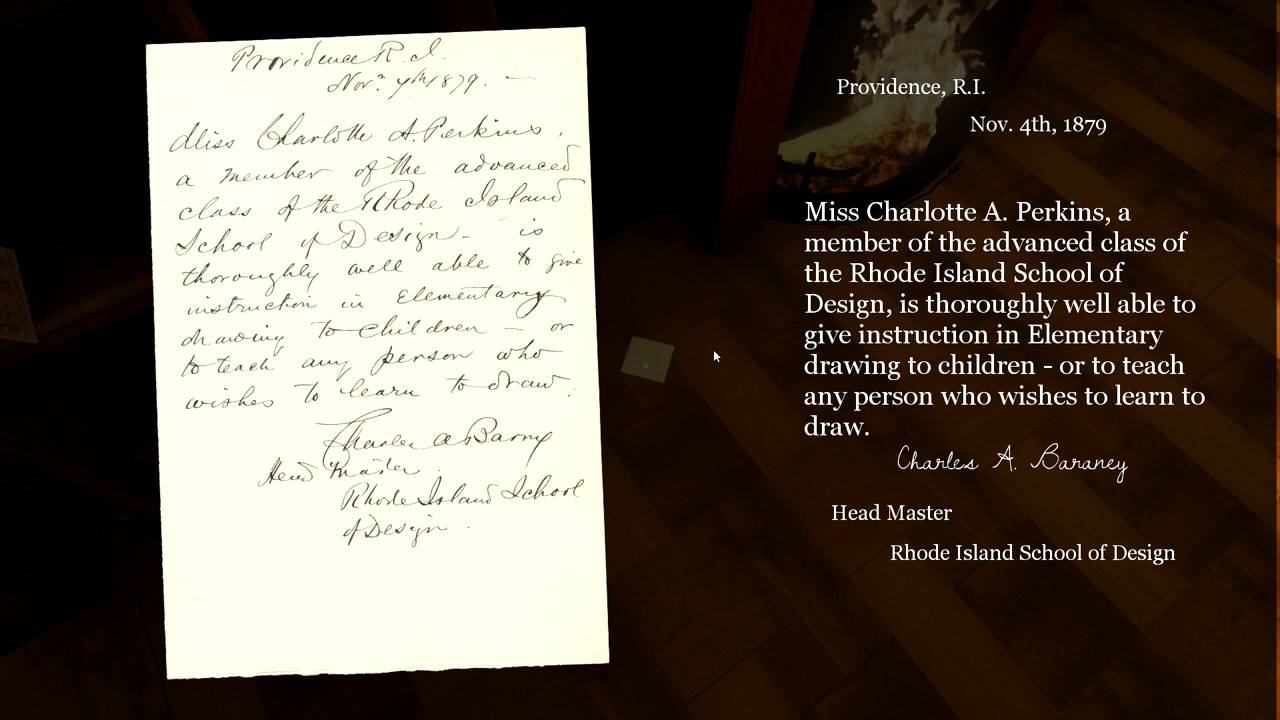 Providence R. I.
Nov. 4th 1879. —
Miss Charlotte A. Perkins,
a member of the advanced
class of the Rhode Island
School of Design - is
thoroughly well able to give
instruction in Elementary
drawing to children - or
to teach any person who
wishes to learn to draw.
Charles A Barry
Head Master.
Rhode Island School
of Design.
Providence, R.I.
Nov. 4th, 1879
Miss Charlotte A. Perkins, a
member of the advanced class of
the Rhode Island School of
Design, is thoroughly well able to
give instruction in Elementary
drawing to children - or to teach
any person who wishes to learn to
draw.
Charles A. Baraney
Head Master
Rhode Island School of Design